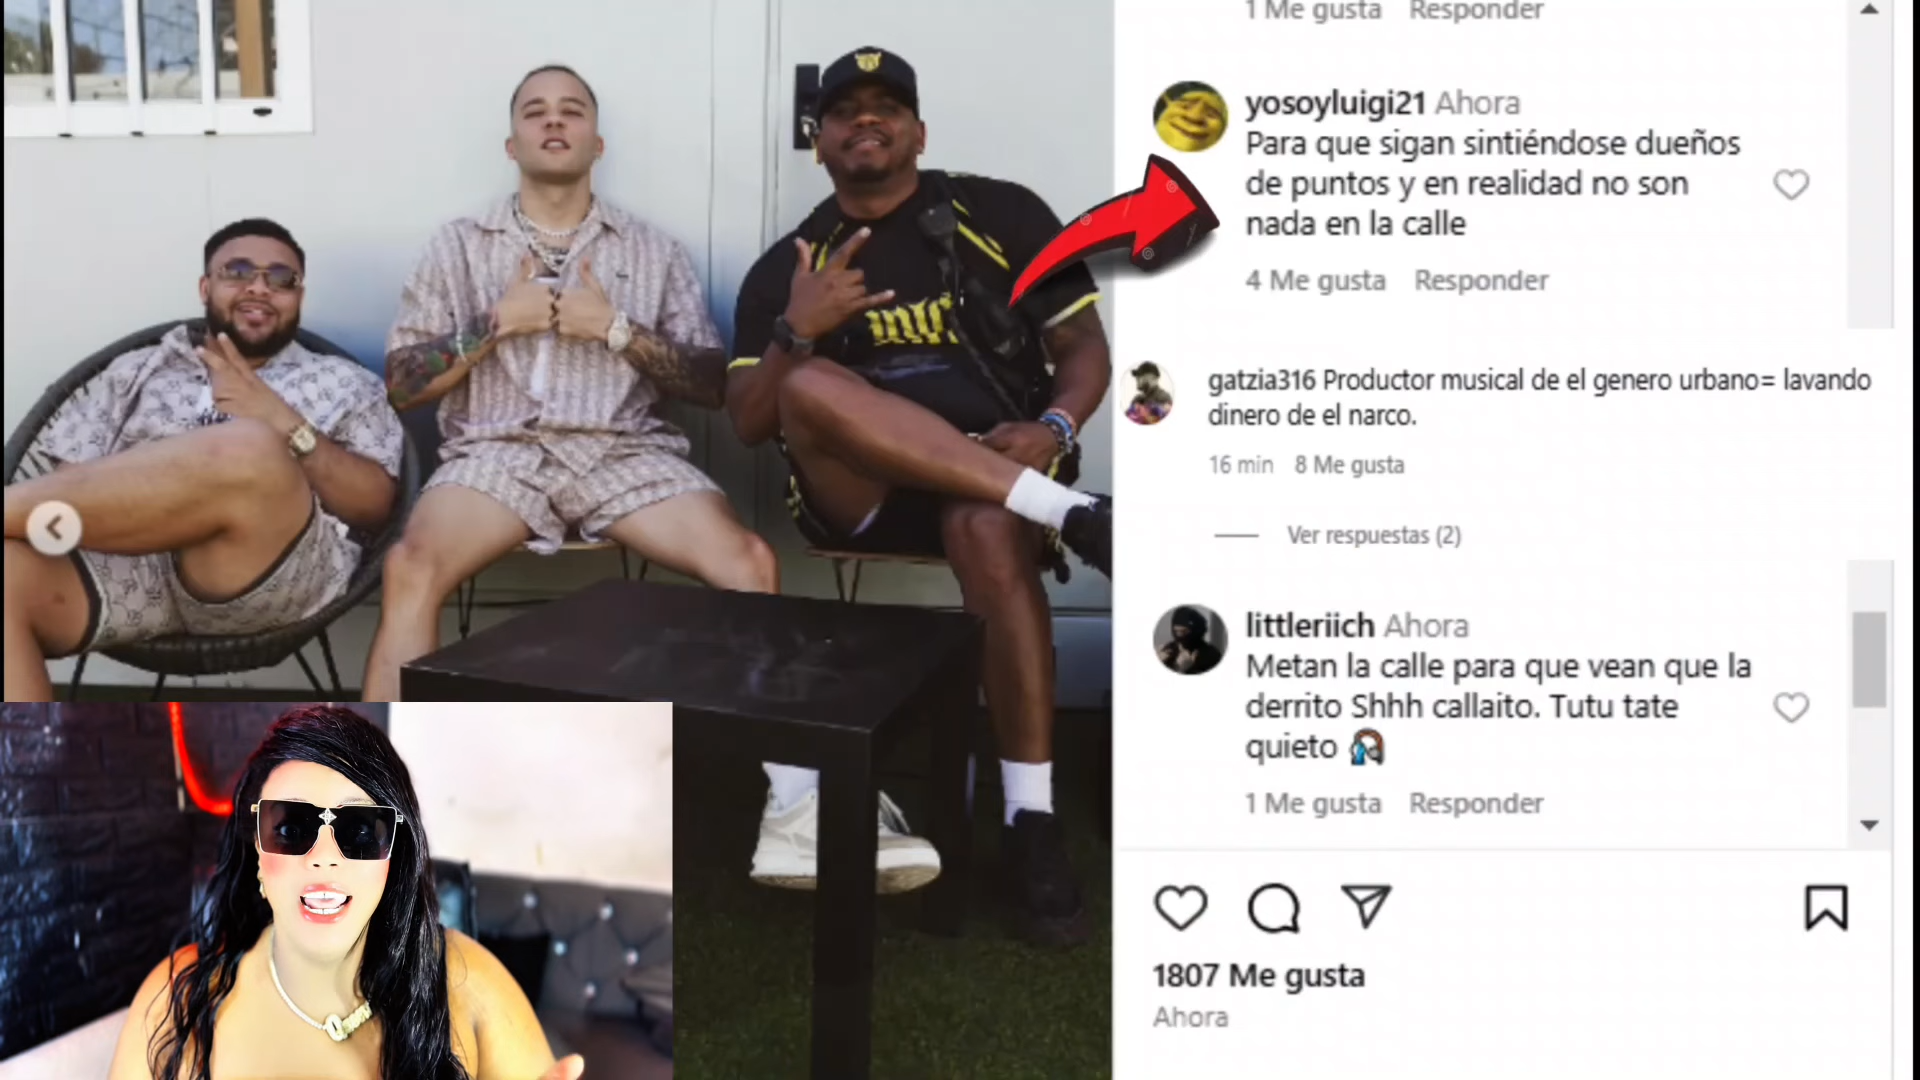 1 Me gusta Responder
yosoyluigi21 Ahora
Para que sigan sintiéndose dueños
de puntos y en realidad no son
nada en la calle
4 Me gusta Responder
gatzia316 Productor musical de el genero urbano= lavando
dinero de el narco.
16 min 8 Me gusta
Ver respuestas (2)
littleriich Ahora
Metan la calle para que vean que la
derrito Shhh callaito. Tutu tate
quieto
1 Me gusta Responder
1807 Me gusta
Ahora